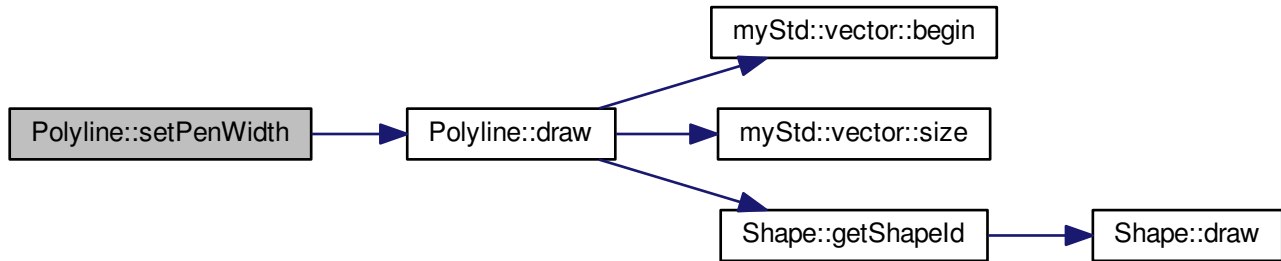 myStd::vector::begin
Polyline::setPenWidth
Polyline::draw
myStd::vector::size
Shape::getShapeId
Shape::draw